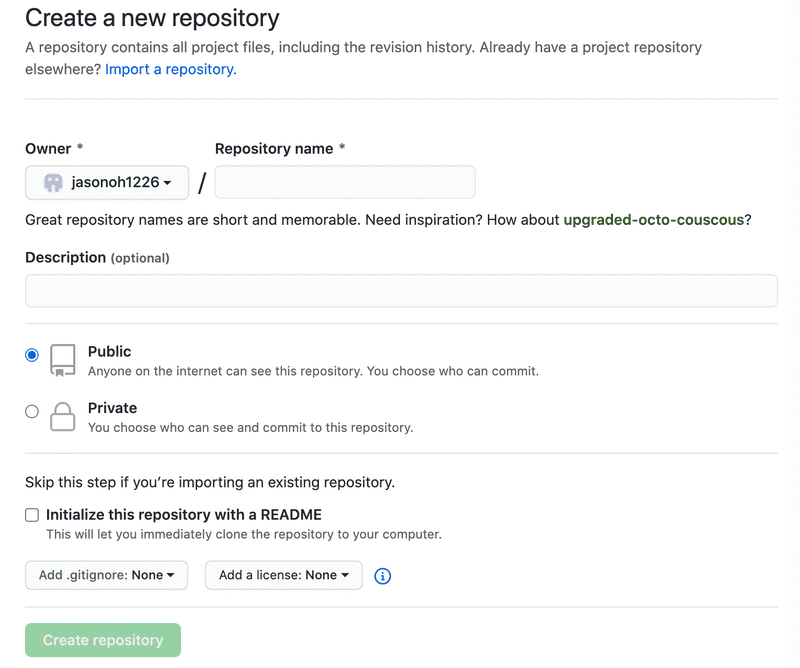 Create a new repository
A repository contains all project files, including the revision history. Already have a project repository
elsewhere? Import a repository.
Owner * Repository name *
jasonoh1226 /
Great repository names are short and memorable. Need inspiration? How about upgraded-octo-couscous?
Description (optional)
Public
Anyone on the internet can see this repository. You choose who can commit.
Private
You choose who can see and commit to this repository.
Skip this step if you’re importing an existing repository.
Initialize this repository with a README
This will let you immediately clone the repository to your computer.
Add .gitignore: None Add a license: None
Create repository